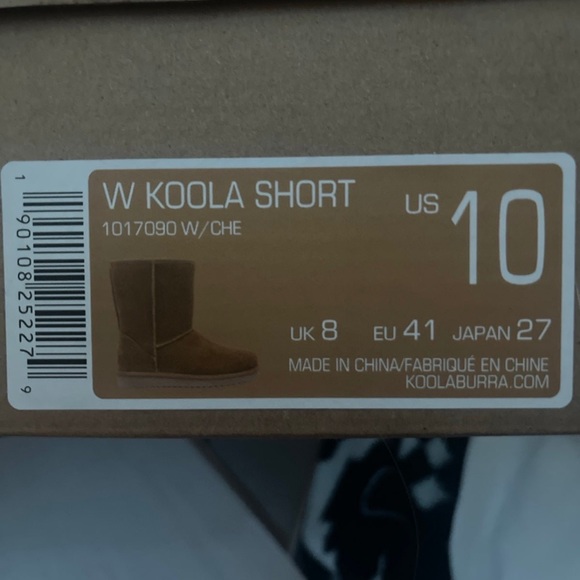 W KOOLA SHORT
1017090 W/CHE
US 10
UK 8 EU 41 JAPAN 27
MADE IN CHINA/FABRIQUÉ EN CHINE
KOOLABURRA.COM
1 90108 25227 9